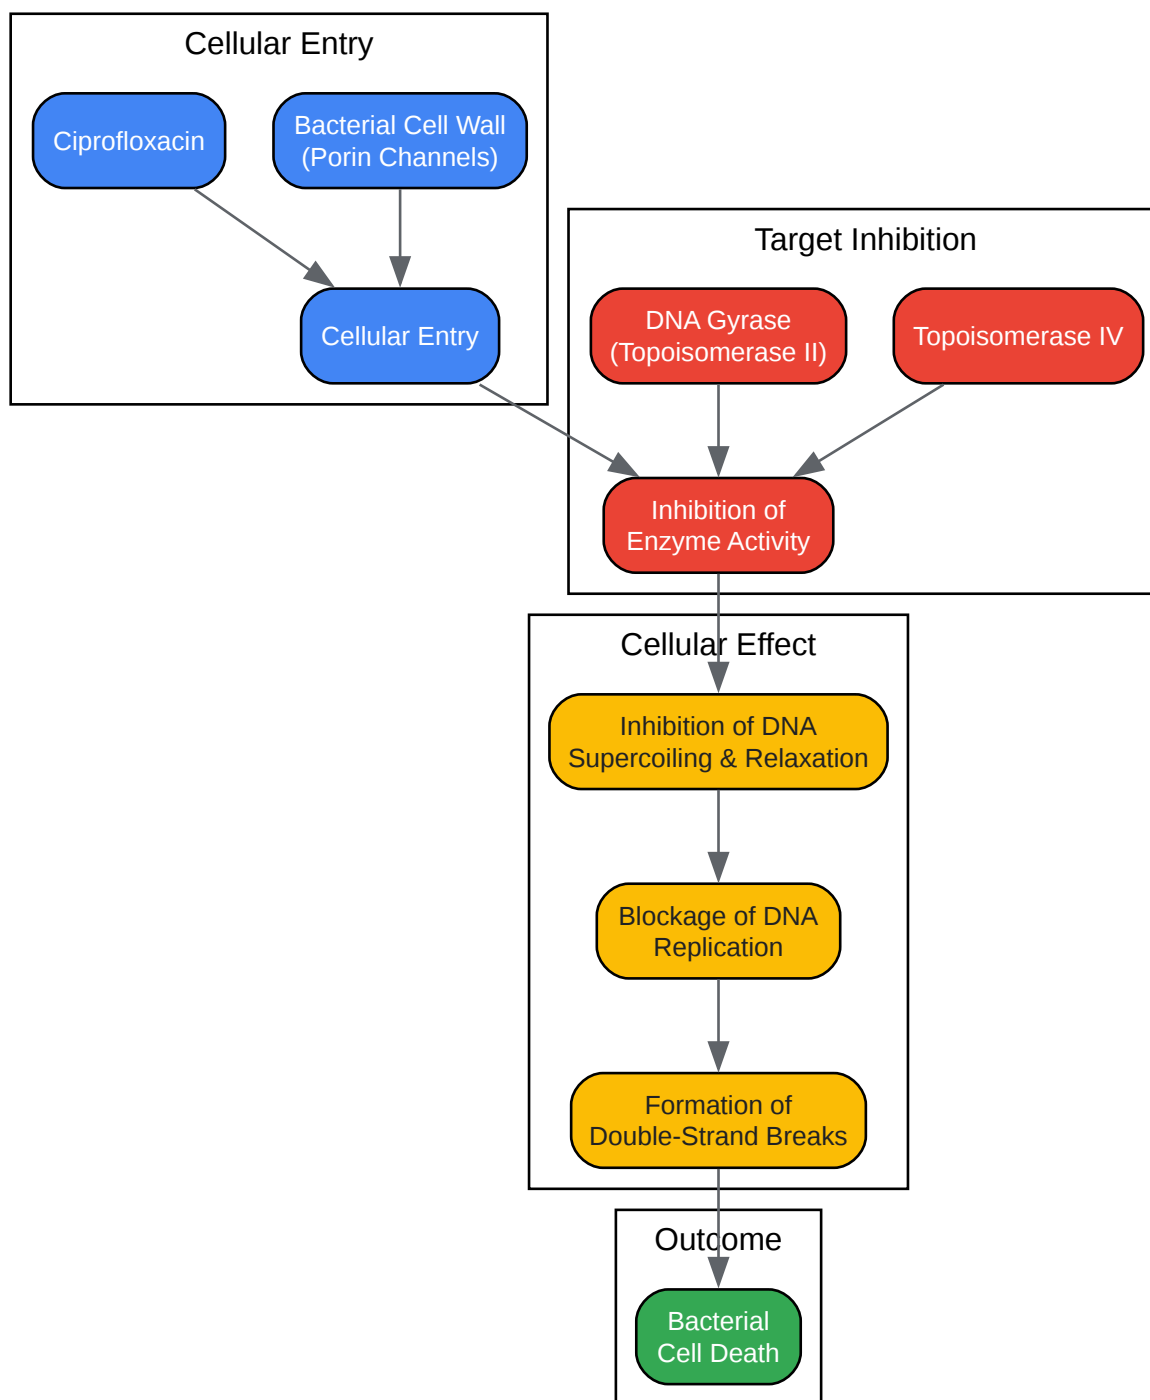 Cellular Entry
Ciprofloxacin
Bacterial Cell Wall
(Porin Channels)
Cellular Entry
Target Inhibition
DNA Gyrase
(Topoisomerase II)
Topoisomerase IV
Inhibition of
Enzyme Activity
Cellular Effect
Inhibition of DNA
Supercoiling & Relaxation
Blockage of DNA
Replication
Formation of
Double-Strand Breaks
Outcome
Bacterial
Cell Death